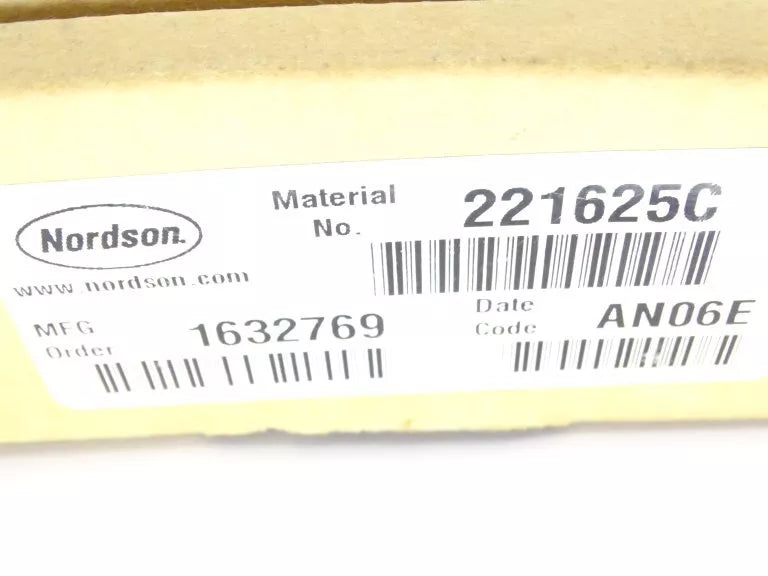 Nordson.
www.nordson.com
Material No.
221625C
MFG Order
1632769
Date Code
AN06E